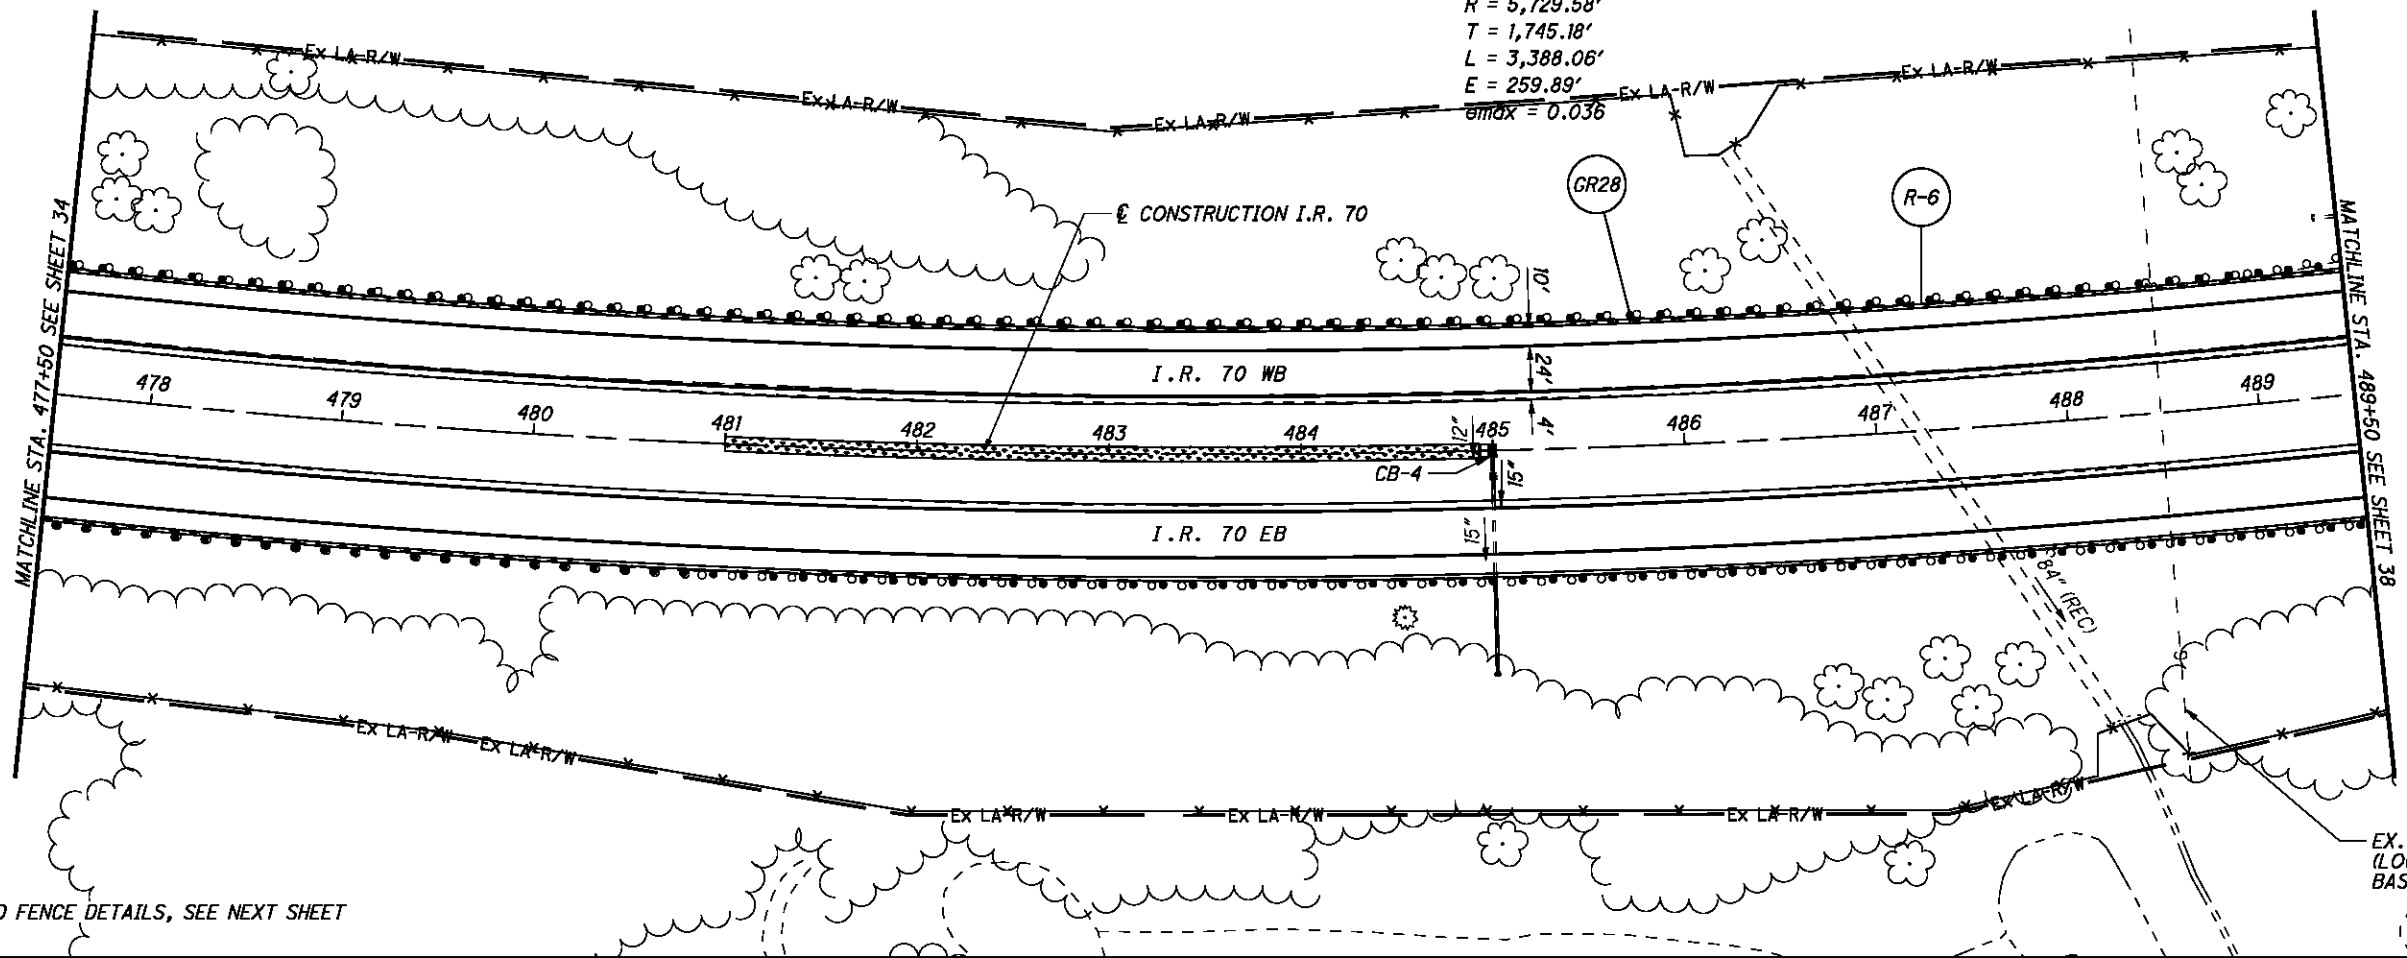 R = 5,729.58'
T = 1,745.18'
L = 3,388.06'
E = 259.89'
emax = 0.036
Ex LA-R/W
Ex LA-R/W
Ex LA-R/W
Ex LA-R/W
Ex LA-R/W
GR28
R-6
℄ CONSTRUCTION I.R. 70
MATCHLINE STA. 477+50 SEE SHEET 34
MATCHLINE STA. 489+50 SEE SHEET 38
10'
I.R. 70 WB
24'
4'
478
479
480
481
482
483
484
485
486
487
488
489
12"
CB-4
15"
I.R. 70 EB
15"
84" (REC)
Ex LA-R/W
Ex LA-R/W
Ex LA-R/W
Ex LA-R/W
Ex LA-R/W
Ex LA-R/W
EX.
FENCE DETAILS, SEE NEXT SHEET